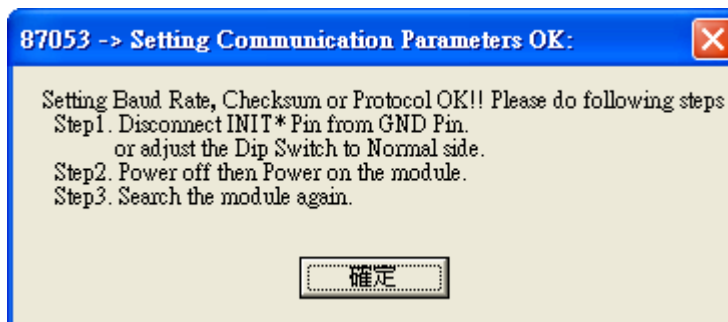 87053 -> Setting Communication Parameters OK:
Setting Baud Rate, Checksum or Protocol OK!! Please do following steps
Step1. Disconnect INIT* Pin from GND Pin.
or adjust the Dip Switch to Normal side.
Step2. Power off then Power on the module.
Step3. Search the module again.
確定